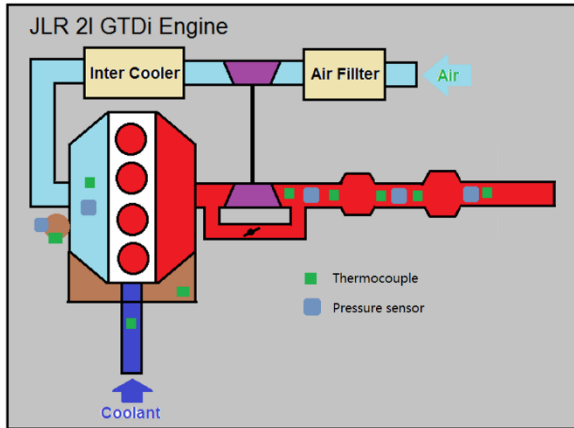 JLR 2l GTDi Engine
Inter Cooler
Air Fillter
Air
Thermocouple
Pressure sensor
Coolant